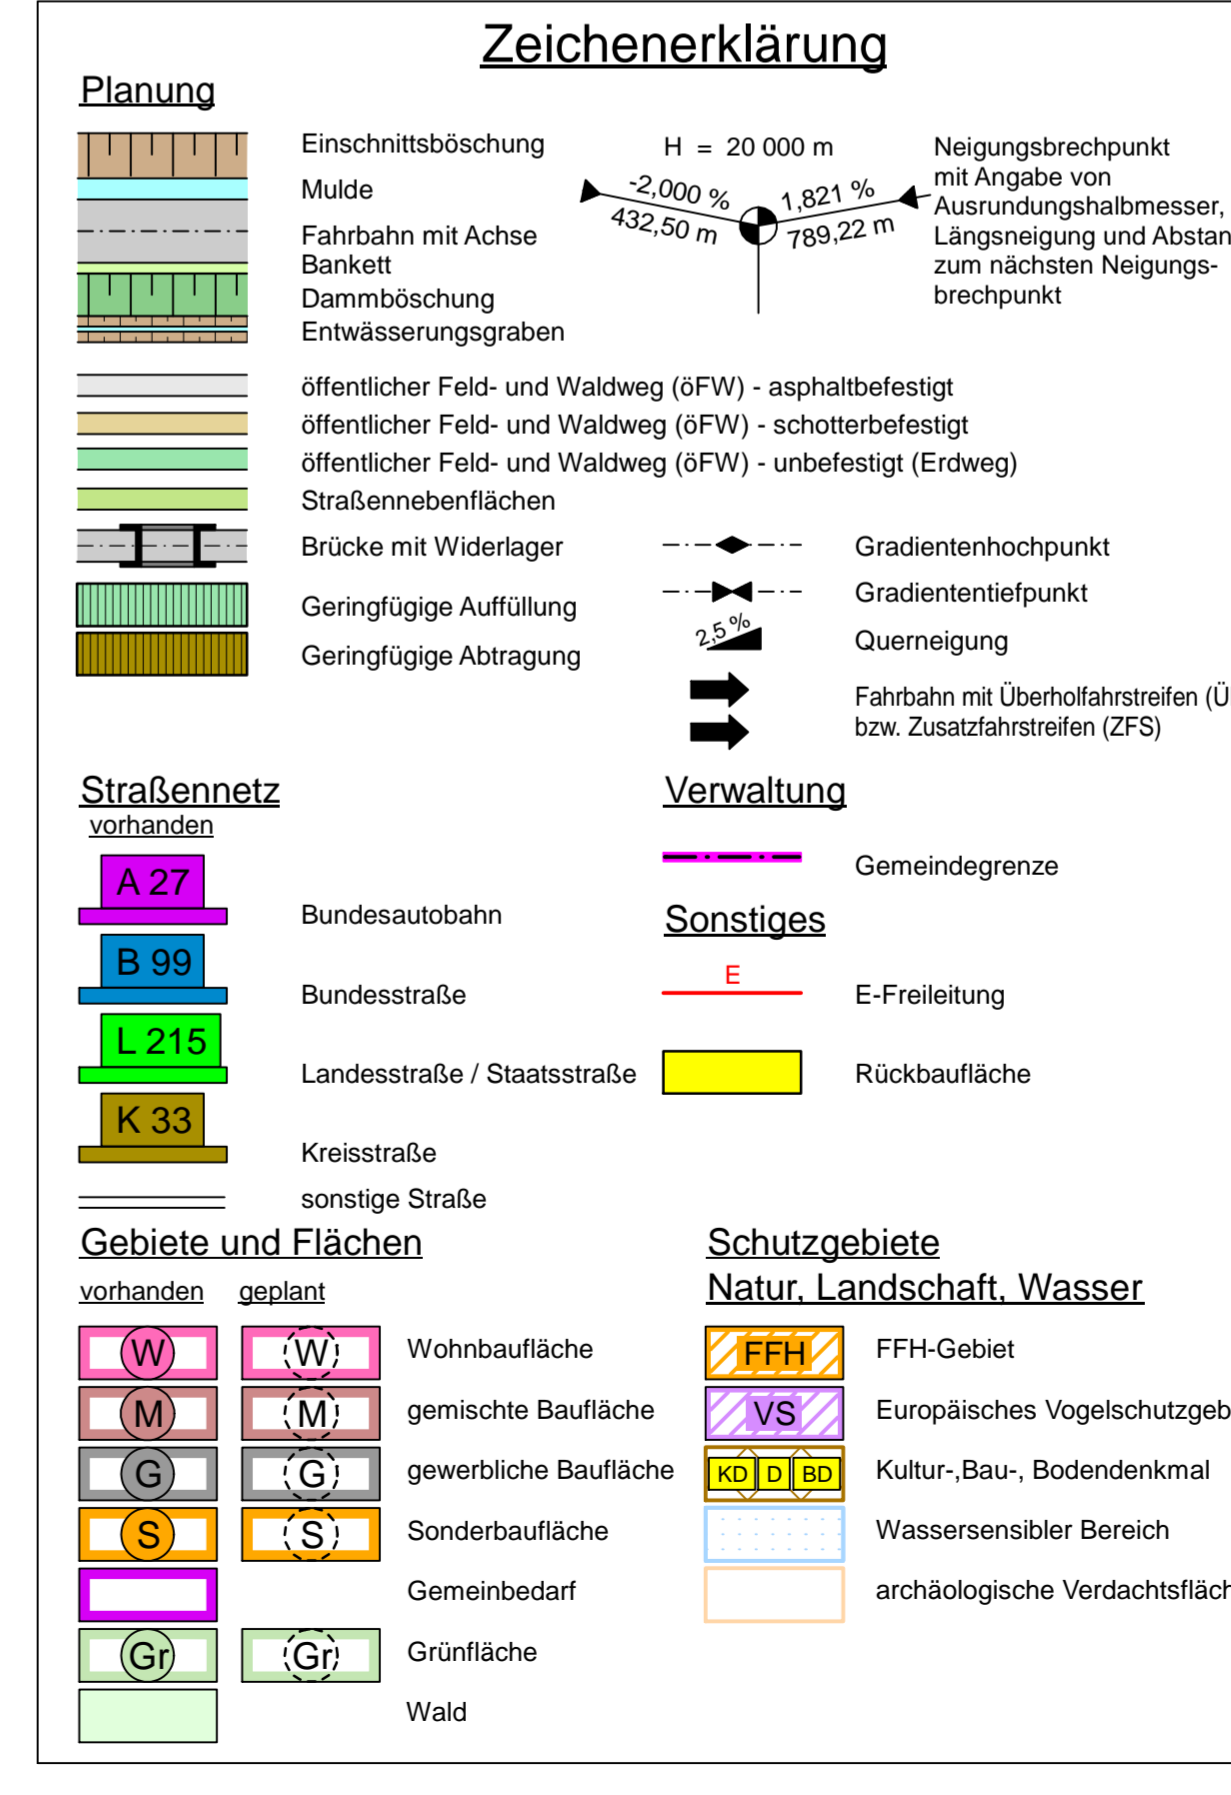 Zeichenerklärung
Planung
Einschnittsböschung
Mulde
Fahrbahn mit Achse
Bankett
Dammböschung
Entwässerungsgraben
H = 20 000 m
-2,000 %
432,50 m
1,821 %
789,22 m
Neigungsbrechpunkt
mit Angabe von
Ausrundungshalbmesser,
Längsneigung und Abstan
zum nächsten Neigungs-
brechpunkt
öffentlicher Feld- und Waldweg (öFW) - asphaltbefestigt
öffentlicher Feld- und Waldweg (öFW) - schotterbefestigt
öffentlicher Feld- und Waldweg (öFW) - unbefestigt (Erdweg)
Straßennebenflächen
Brücke mit Widerlager
Geringfügige Auffüllung
Geringfügige Abtragung
Gradientenhochpunkt
Gradiententiefpunkt
2,5 %
Querneigung
Fahrbahn mit Überholfahrstreifen (Ü
bzw. Zusatzfahrstreifen (ZFS)
Straßennetz
vorhanden
A 27
Bundesautobahn
B 99
Bundesstraße
L 215
Landesstraße / Staatsstraße
K 33
Kreisstraße
sonstige Straße
Verwaltung
Gemeindegrenze
Sonstiges
E
E-Freileitung
Rückbaufläche
Gebiete und Flächen
vorhanden geplant
W W Wohnbaufläche
M M gemischte Baufläche
G G gewerbliche Baufläche
S S Sonderbaufläche
Gemeinbedarf
Gr Gr Grünfläche
Wald
Schutzgebiete
Natur, Landschaft, Wasser
FFH FFH-Gebiet
VS Europäisches Vogelschutzgeb
KD D BD Kultur-,Bau-, Bodendenkmal
Wassersensibler Bereich
archäologische Verdachtsfläch